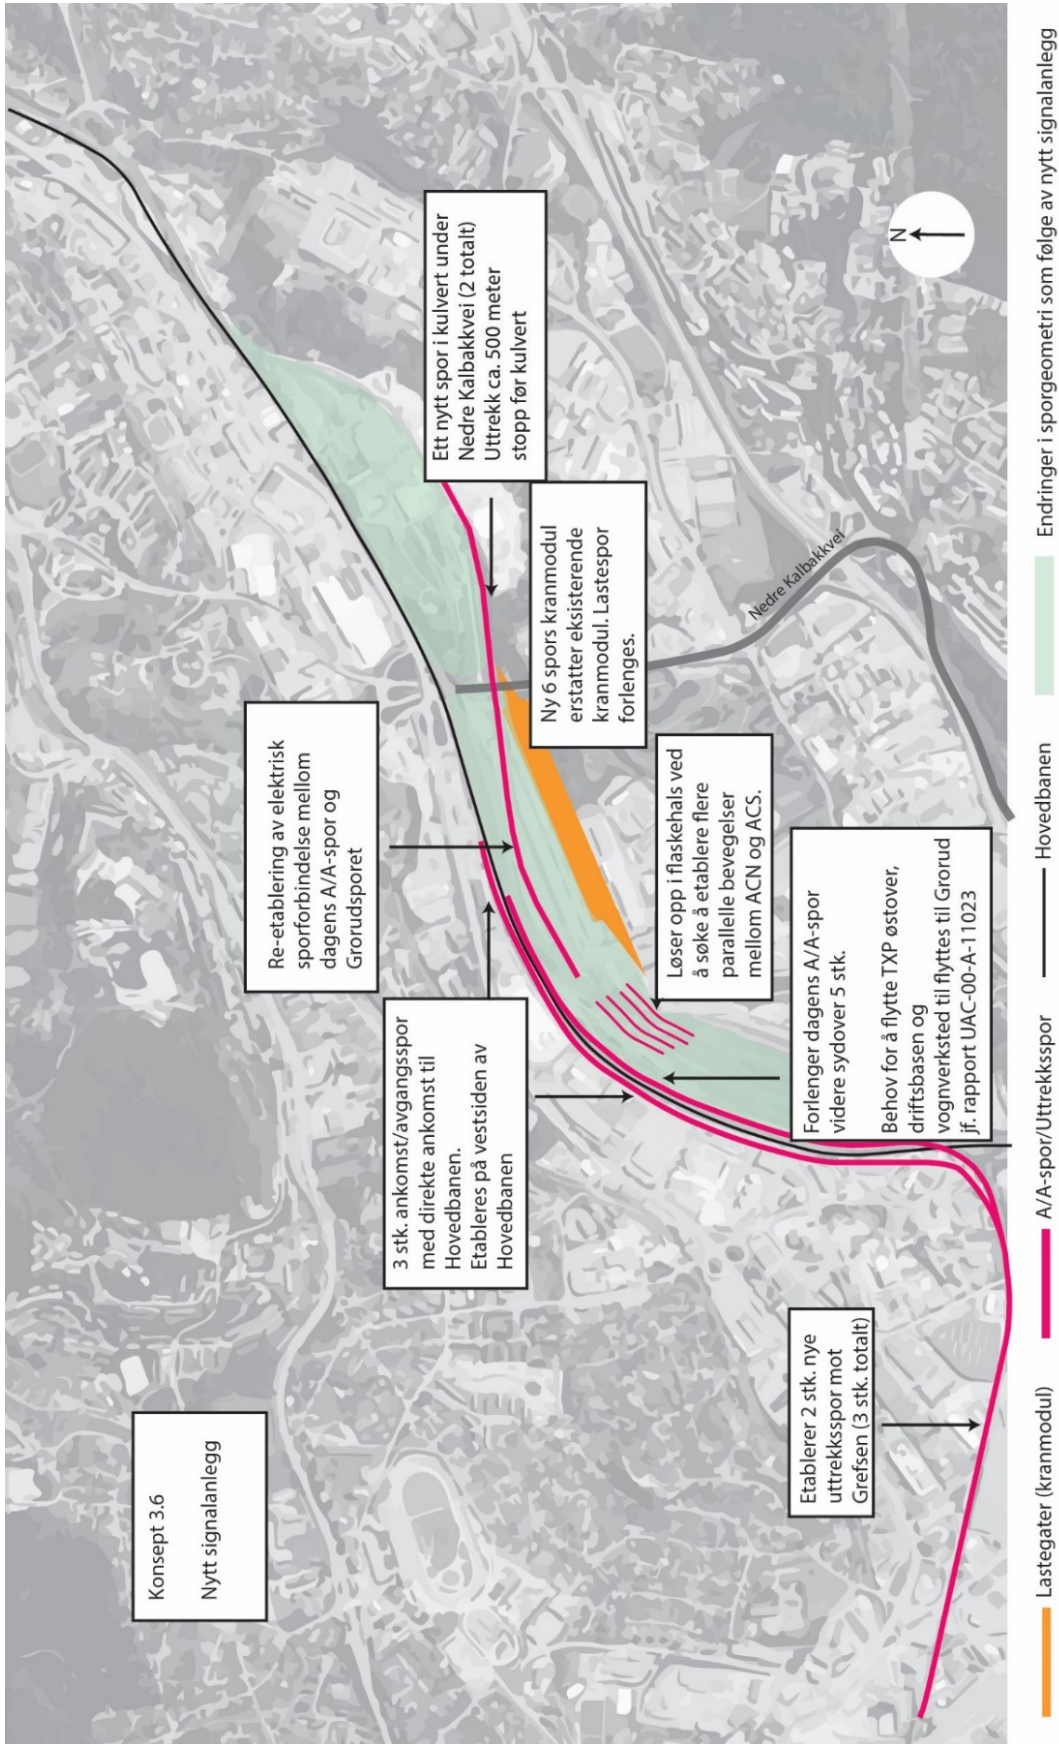 Konsept 3.6
Nytt signalanlegg
Re-etablering av elektrisk
sporforbindelse mellom
dagens A/A-spor og
Grorudsporet
3 stk. ankomst/avgangsspor
med direkte ankomst til
Hovedbanen.
Etableres på vestsiden av
Hovedbanen
Ett nytt spor i kulvert under
Nedre Kalbakkvei (2 totalt)
Uttrekk ca. 500 meter
stopp før kulvert
Ny 6 spors kranmodul
erstatter eksisterende
kranmodul. Lastespor
forlenges.
Løser opp i flaskehals ved
å søke å etablere flere
parallelle bevegelser
mellom ACN og ACS.
Forlenger dagens A/A-spor
videre sydover 5 stk.
Behov for å flytte TXP østover,
driftsbasen og
vognverksted til flyttes til Grorud
jf. rapport UAC-00-A-11023
Etablerer 2 stk. nye
uttrekksspor mot
Grefsen (3 stk. totalt)
Nedre Kalbakkvei
N
Lastegater (kranmodul)
A/A-spor/Uttrekksspor
Hovedbanen
Endringer i sporgeometri som følge av nytt signalanlegg